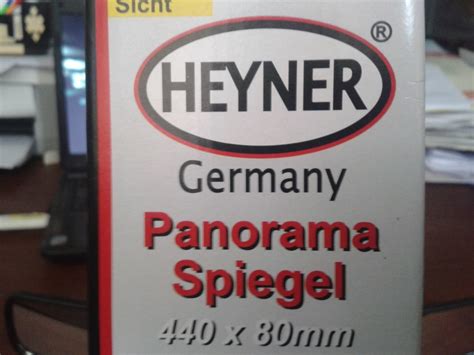 Sicht
HEYNER®
Germany
Panorama
Spiegel
440 x 80mm